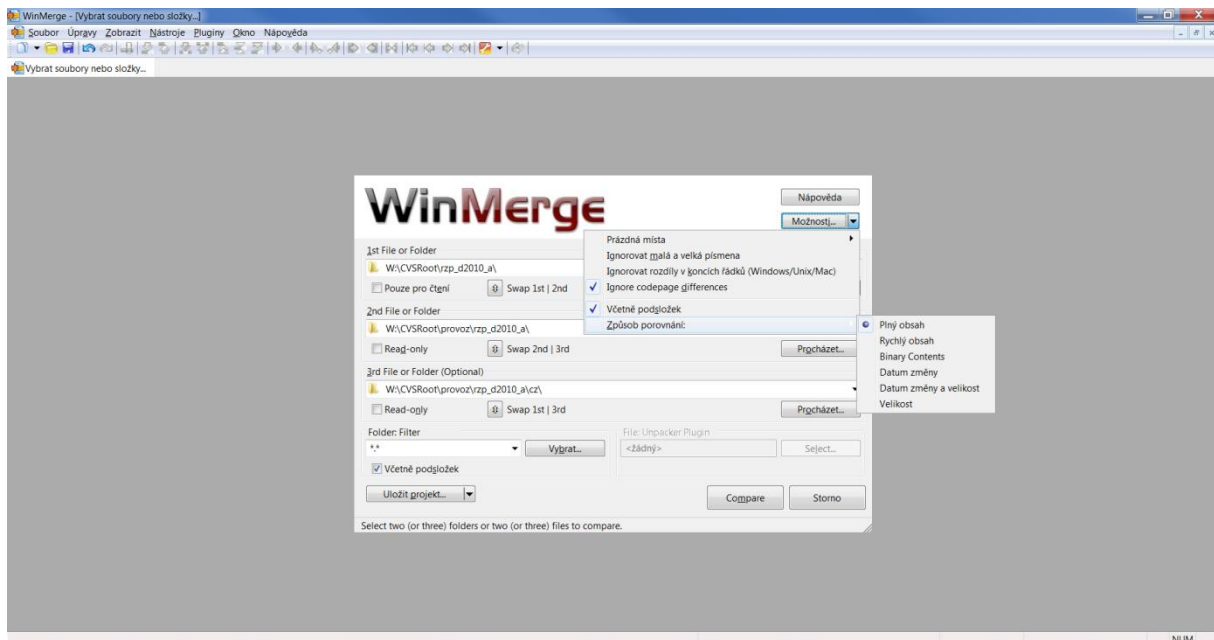 WinMerge - [Vybrat soubory nebo složky...]
Soubor Úpravy Zobrazit Nástroje Pluginy Okno Nápověda
Vybrat soubory nebo složky...
WinMerge
Nápověda
Možnosti...
Prázdná místa
Ignorovat malá a velká písmena
Ignorovat rozdíly v koncích řádků (Windows/Unix/Mac)
Ignore codepage differences
Včetně podsložek
Způsob porovnání:
Plný obsah
Rychlý obsah
Binary Contents
Datum změny
Datum změny a velikost
Velikost
1st File or Folder
W:\CVSRoot\rzp_d2010_a\
Pouze pro čtení Swap 1st | 2nd
2nd File or Folder
W:\CVSRoot\provoz\rzp_d2010_a\
Read-only Swap 2nd | 3rd Procházet...
3rd File or Folder (Optional)
W:\CVSRoot\provoz\rzp_d2010_a\cz\
Read-only Swap 1st | 3rd Procházet...
Folder: Filter File: Unpacker Plugin
*.* Vybrat... <žádný> Select...
Včetně podsložek
Uložit projekt... Compare Storno
Select two (or three) folders or two (or three) files to compare.
NUM